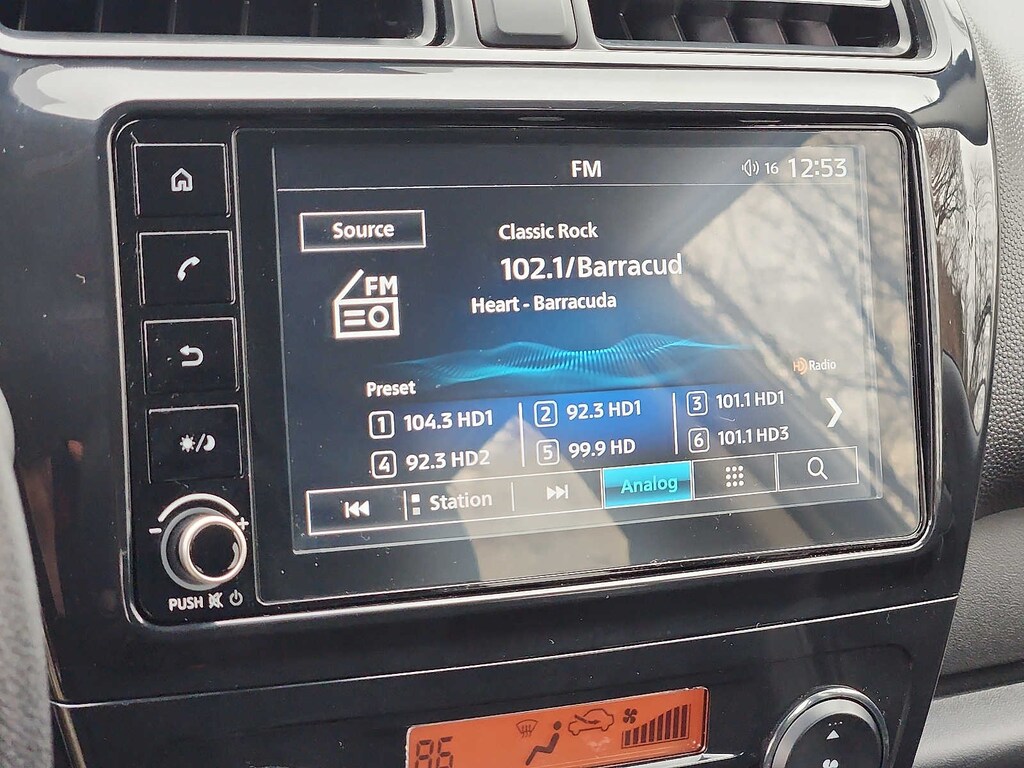 FM
16 12:53
Source
Classic Rock
102.1/Barracud
FM
Heart - Barracuda
HD Radio
Preset
1 104.3 HD1
2 92.3 HD1
3 101.1 HD1
4 92.3 HD2
5 99.9 HD
6 101.1 HD3
Station
Analog
- +
PUSH
86